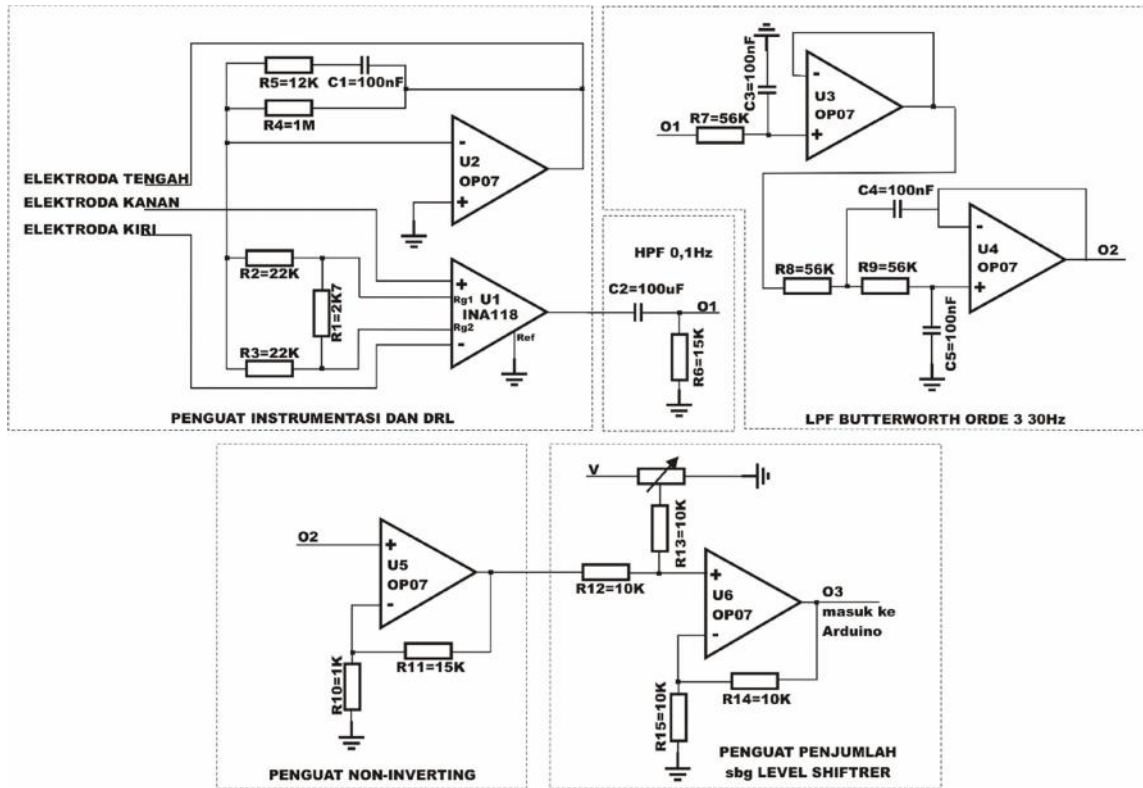 R5=12K
C1=100nF
R4=1M
-
U2
OP07
+
ELEKTRODA TENGAH
ELEKTRODA KANAN
ELEKTRODA KIRI
R2=22K
R1=2K7
R3=22K
+
Rg1
U1
INA118
Rg2
-
Ref
PENGUAT INSTRUMENTASI DAN DRL
HPF 0,1Hz
C2=100uF
O1
R6=15K
C3=100nF
-
U3
OP07
+
R7=56K
O1
C4=100nF
-
U4
OP07
+
O2
R8=56K
R9=56K
C5=100nF
LPF BUTTERWORTH ORDE 3 30Hz
O2
+
U5
OP07
-
R11=15K
R10=1K
PENGUAT NON-INVERTING
V
R13=10K
R12=10K
+
U6
OP07
-
O3
masuk ke
Arduino
R14=10K
R15=10K
PENGUAT PENJUMLAH
sbg LEVEL SHIFTRER